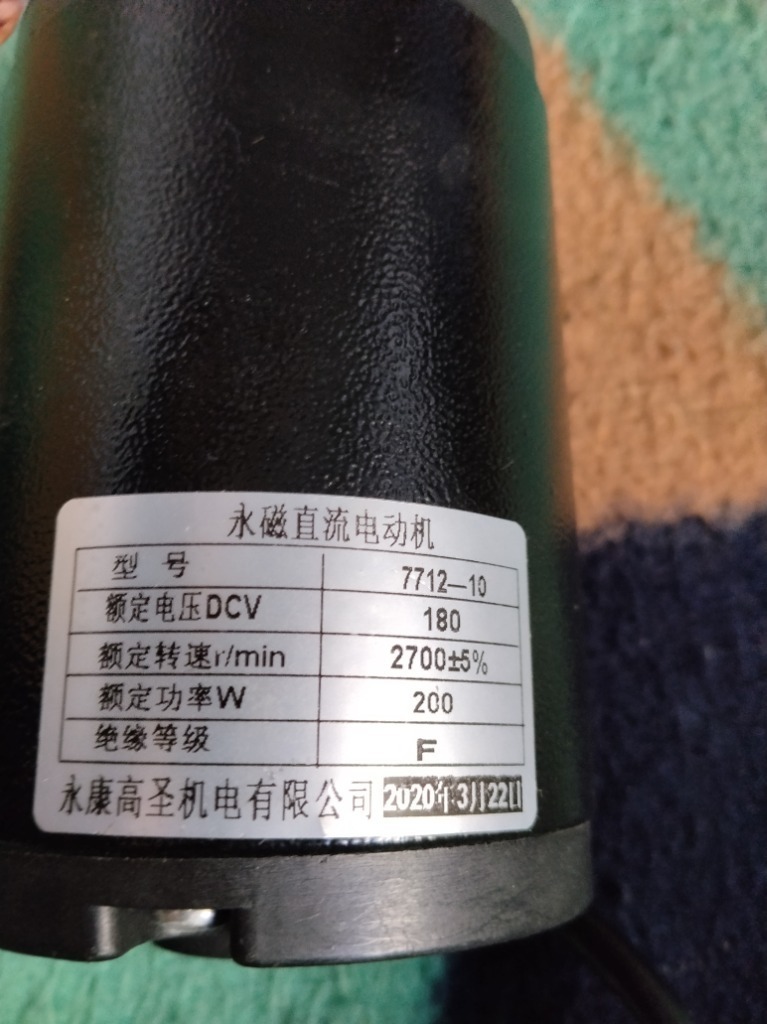 永磁直流电动机
型 号 7712—10
额定电压DCV 180
额定转速r/min 2700±5%
额定功率W 200
绝缘等级 F
永康高圣机电有限公司 2020年3月22日